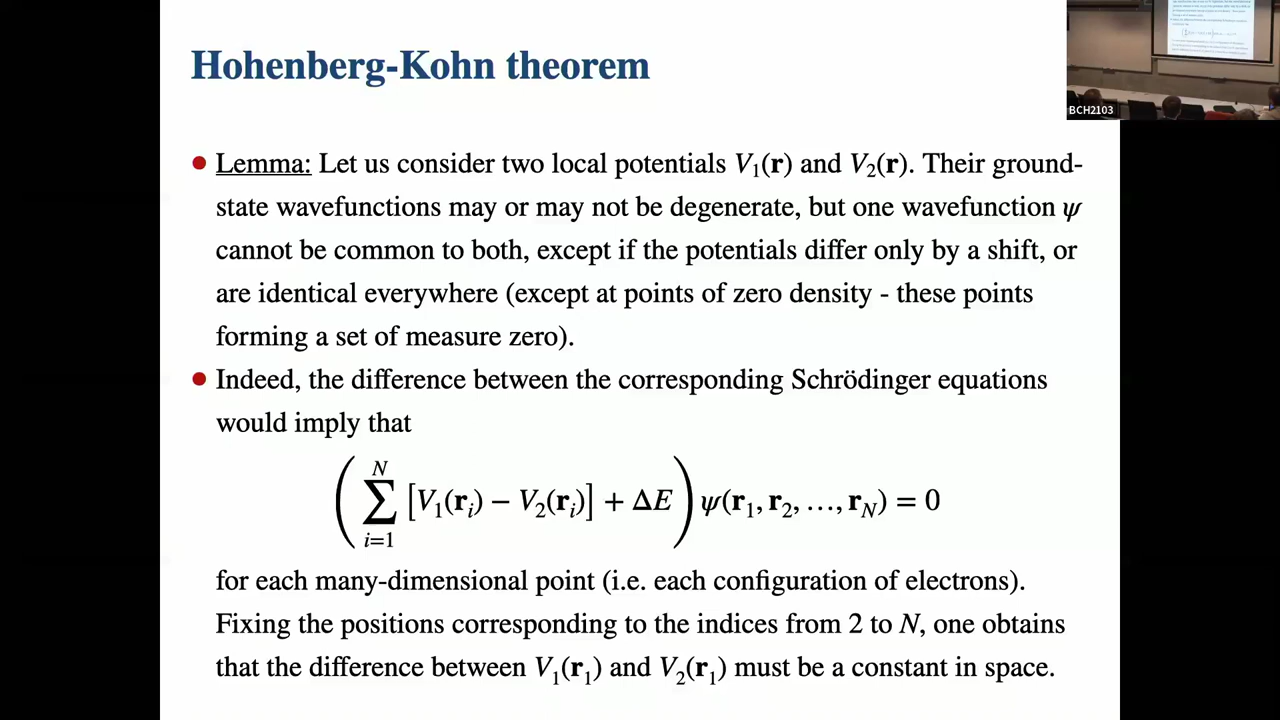 Hohenberg-Kohn theorem
BCH2103
● Lemma: Let us consider two local potentials V₁(r) and V₂(r). Their ground-
state wavefunctions may or may not be degenerate, but one wavefunction ψ
cannot be common to both, except if the potentials differ only by a shift, or
are identical everywhere (except at points of zero density - these points
forming a set of measure zero).
● Indeed, the difference between the corresponding Schrödinger equations
would imply that
( ∑_{i=1}^{N} [V₁(rᵢ) − V₂(rᵢ)] + ΔE ) ψ(r₁, r₂, …, r_N) = 0
for each many-dimensional point (i.e. each configuration of electrons).
Fixing the positions corresponding to the indices from 2 to N, one obtains
that the difference between V₁(r₁) and V₂(r₁) must be a constant in space.